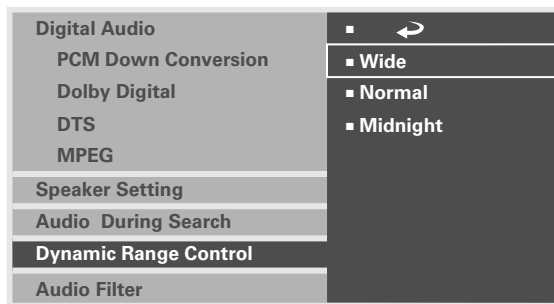 Digital Audio
PCM Down Conversion
Dolby Digital
DTS
MPEG
Speaker Setting
Audio During Search
Dynamic Range Control
Audio Filter
Wide
Normal
Midnight